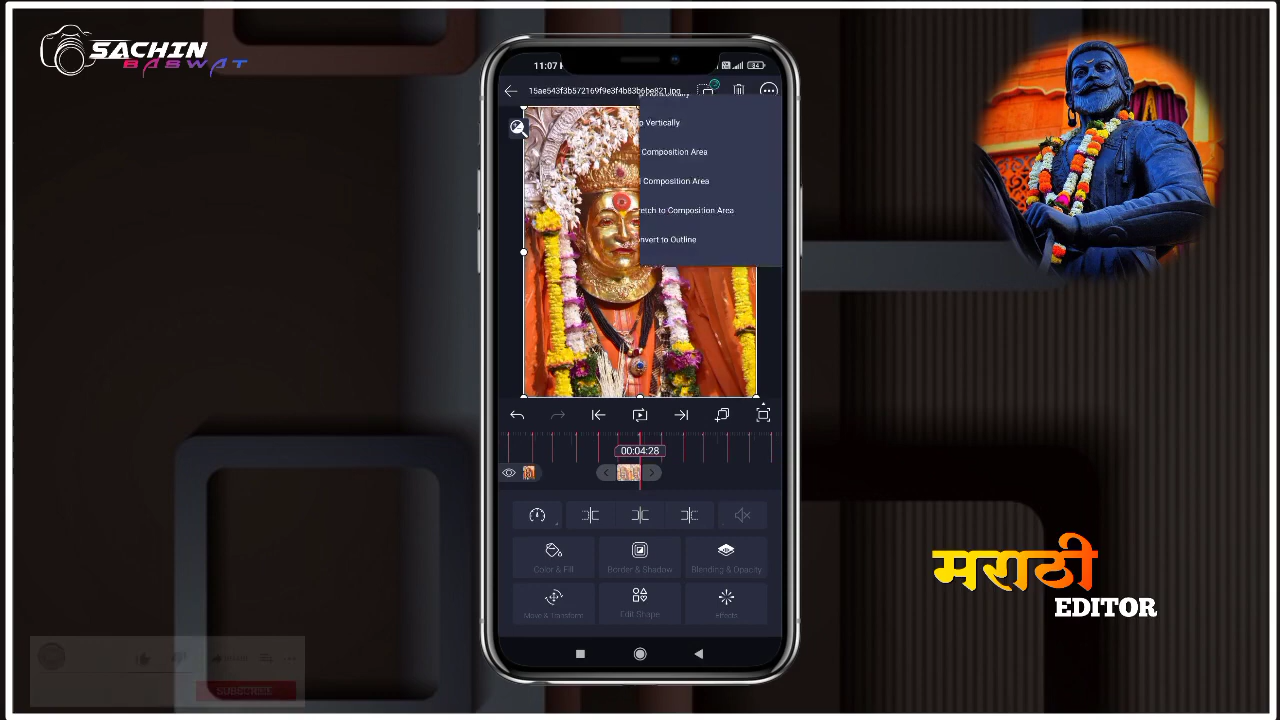 SACHIN
BASWAT
11:07
15ae543f3b572169f9e3f4b83b6be821.jpg
p Vertically
Composition Area
l Composition Area
etch to Composition Area
nvert to Outline
00:04:28
Color & Fill
Border & Shadow
Blending & Opacity
Move & Transform
Edit Shape
Effects
मराठी
EDITOR
SHARE
SUBSCRIBE